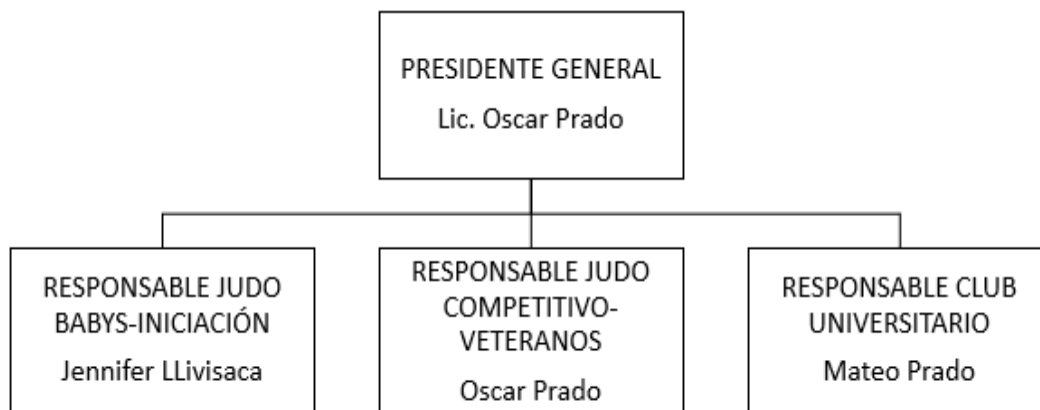 PRESIDENTE GENERAL
Lic. Oscar Prado
RESPONSABLE JUDO
BABYS-INICIACIÓN
Jennifer LLivisaca
RESPONSABLE JUDO
COMPETITIVO-
VETERANOS
Oscar Prado
RESPONSABLE CLUB
UNIVERSITARIO
Mateo Prado